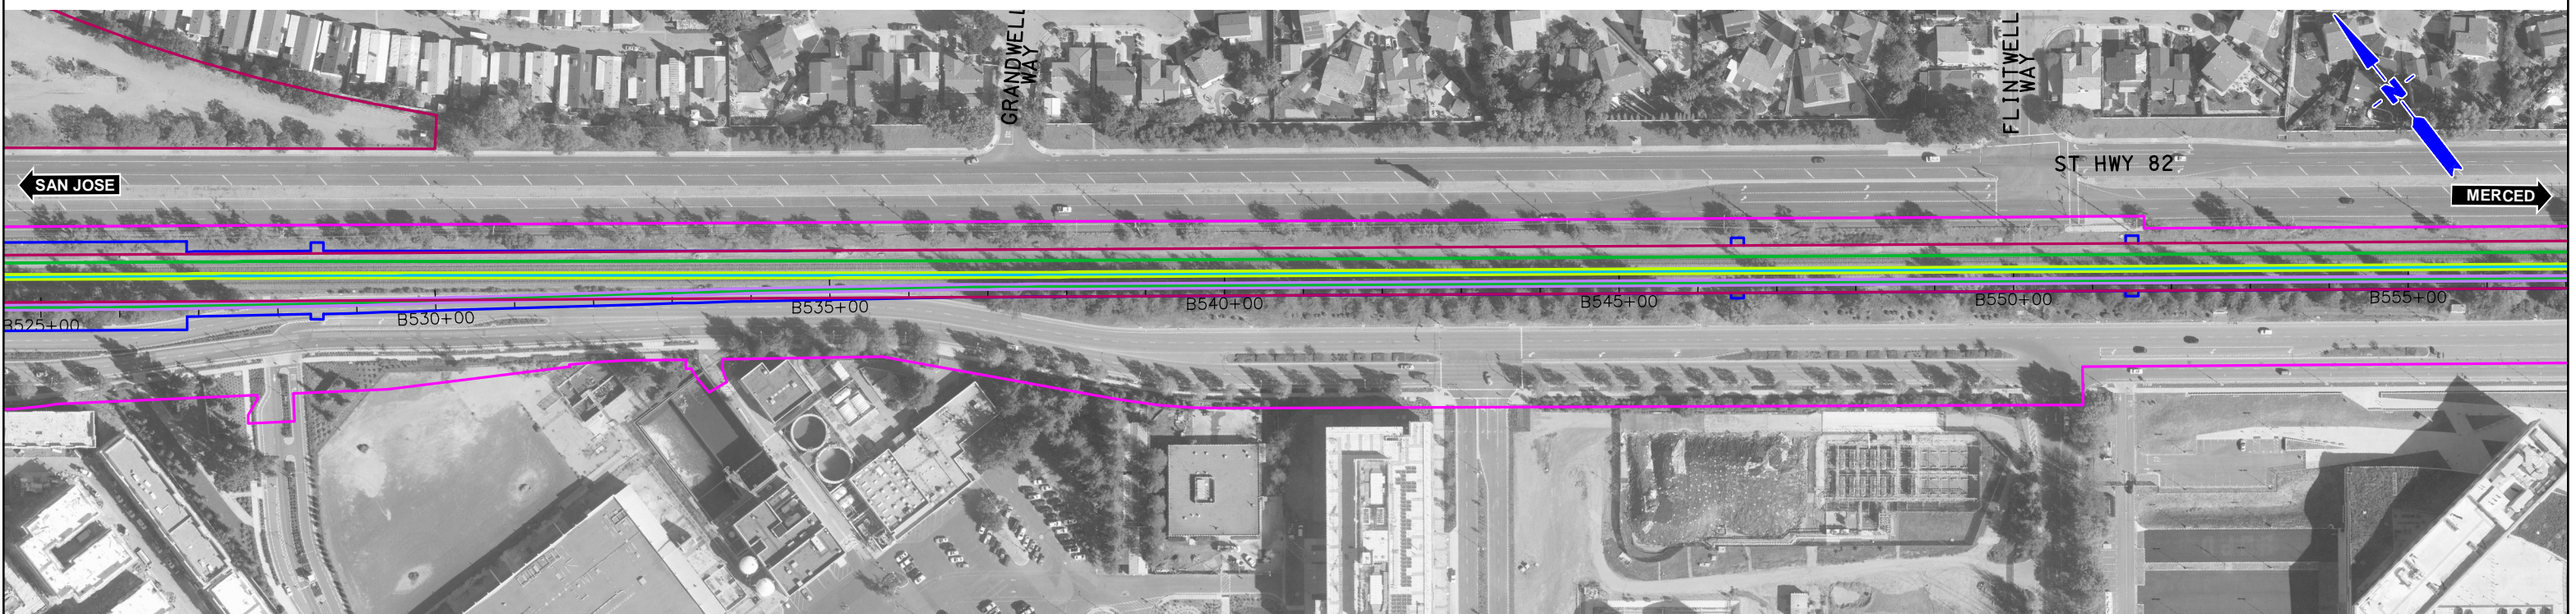 GRANDWELL
WAY
FLINTWELL
WAY
N
ST HWY 82
SAN JOSE
MERCED
B525+00
B530+00
B535+00
B540+00
B545+00
B550+00
B555+00